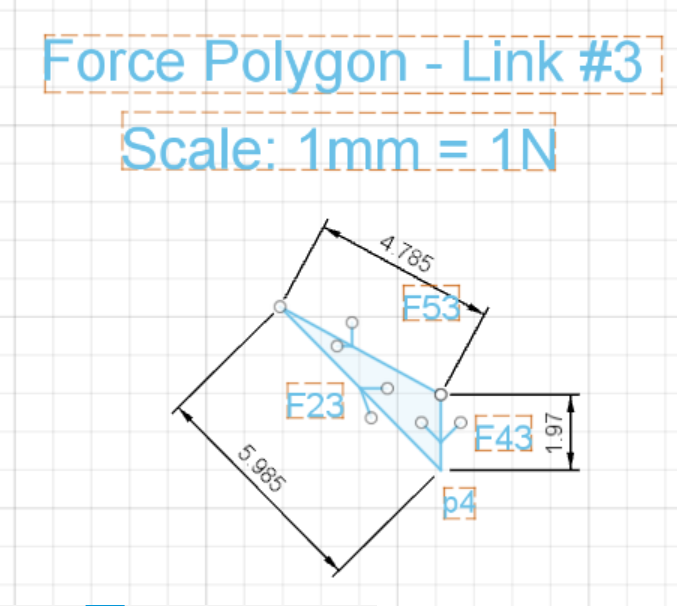 Force Polygon - Link #3
Scale: 1mm = 1N
4.785
F53
F23
F43
1.97
5.985
p4